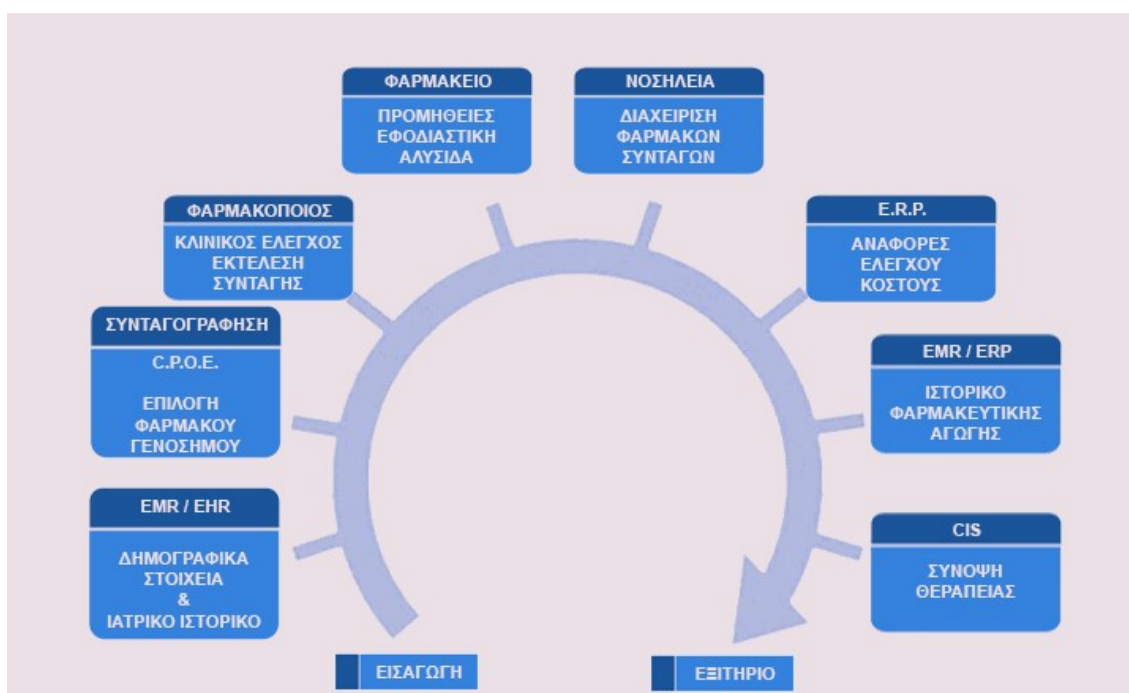 ΦΑΡΜΑΚΕΙΟ
ΠΡΟΜΗΘΕΙΕΣ
ΕΦΟΔΙΑΣΤΙΚΗ
ΑΛΥΣΙΔΑ
ΝΟΣΗΛΕΙΑ
ΔΙΑΧΕΙΡΙΣΗ
ΦΑΡΜΑΚΩΝ
ΣΥΝΤΑΓΩΝ
ΦΑΡΜΑΚΟΠΟΙΟΣ
ΚΛΙΝΙΚΟΣ ΕΛΕΓΧΟΣ
ΕΚΤΕΛΕΣΗ
ΣΥΝΤΑΓΗΣ
E.R.P.
ΑΝΑΦΟΡΕΣ
ΕΛΕΓΧΟΥ
ΚΟΣΤΟΥΣ
ΣΥΝΤΑΓΟΓΡΑΦΗΣΗ
C.P.O.E.
ΕΠΙΛΟΓΗ
ΦΑΡΜΑΚΟΥ
ΓΕΝΟΣΗΜΟΥ
EMR / ERP
ΙΣΤΟΡΙΚΟ
ΦΑΡΜΑΚΕΥΤΙΚΗΣ
ΑΓΩΓΗΣ
EMR / EHR
ΔΗΜΟΓΡΑΦΙΚΑ
ΣΤΟΙΧΕΙΑ
&
ΙΑΤΡΙΚΟ ΙΣΤΟΡΙΚΟ
CIS
ΣΥΝΟΨΗ
ΘΕΡΑΠΕΙΑΣ
ΕΙΣΑΓΩΓΗ
ΕΞΙΤΗΡΙΟ